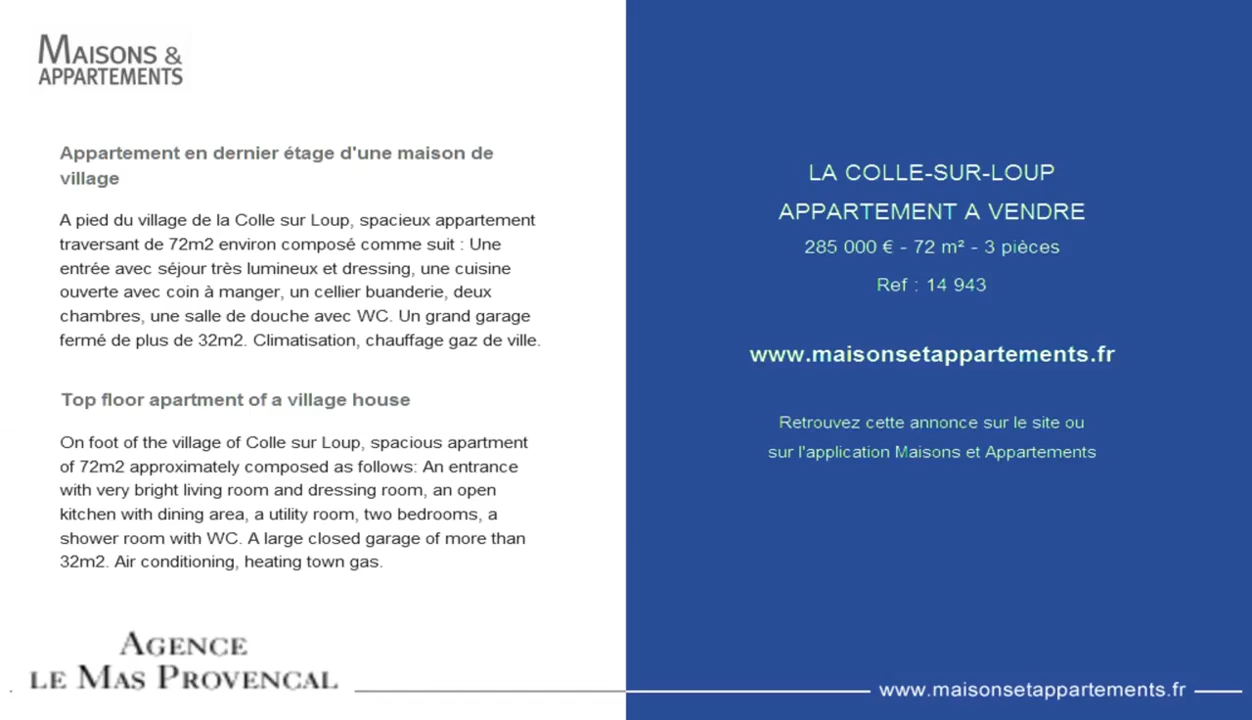 MAISONS &
APPARTEMENTS
Appartement en dernier étage d'une maison de
village
A pied du village de la Colle sur Loup, spacieux appartement
traversant de 72m2 environ composé comme suit : Une
entrée avec séjour très lumineux et dressing, une cuisine
ouverte avec coin à manger, un cellier buanderie, deux
chambres, une salle de douche avec WC. Un grand garage
fermé de plus de 32m2. Climatisation, chauffage gaz de ville.
Top floor apartment of a village house
On foot of the village of Colle sur Loup, spacious apartment
of 72m2 approximately composed as follows: An entrance
with very bright living room and dressing room, an open
kitchen with dining area, a utility room, two bedrooms, a
shower room with WC. A large closed garage of more than
32m2. Air conditioning, heating town gas.
AGENCE
LE MAS PROVENCAL
LA COLLE-SUR-LOUP
APPARTEMENT A VENDRE
285 000 € - 72 m² - 3 pièces
Ref : 14 943
www.maisonsetappartements.fr
Retrouvez cette annonce sur le site ou
sur l'application Maisons et Appartements
www.maisonsetappartements.fr